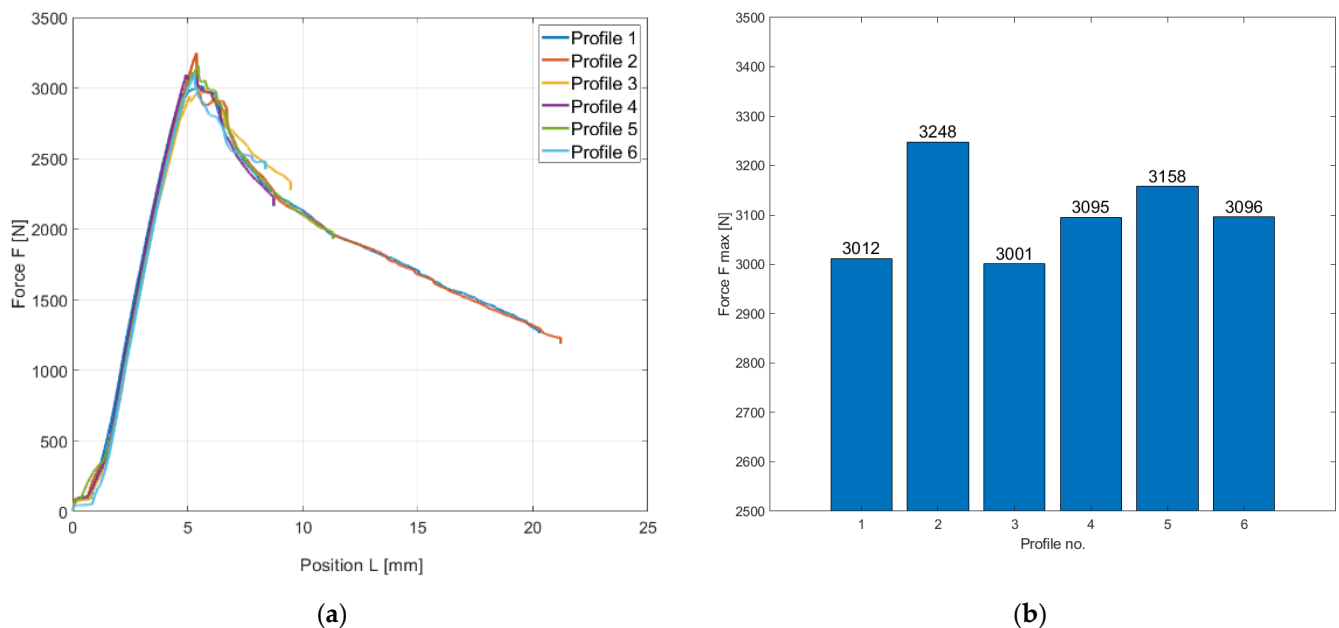 3500
3000
2500
2000
1500
1000
500
0
Force F [N]
0 5 10 15 20 25
Position L [mm]
Profile 1
Profile 2
Profile 3
Profile 4
Profile 5
Profile 6
(a)
3500
3400
3300
3200
3100
3000
2900
2800
2700
2600
2500
Force F max [N]
3012
3248
3001
3095
3158
3096
1 2 3 4 5 6
Profile no.
(b)